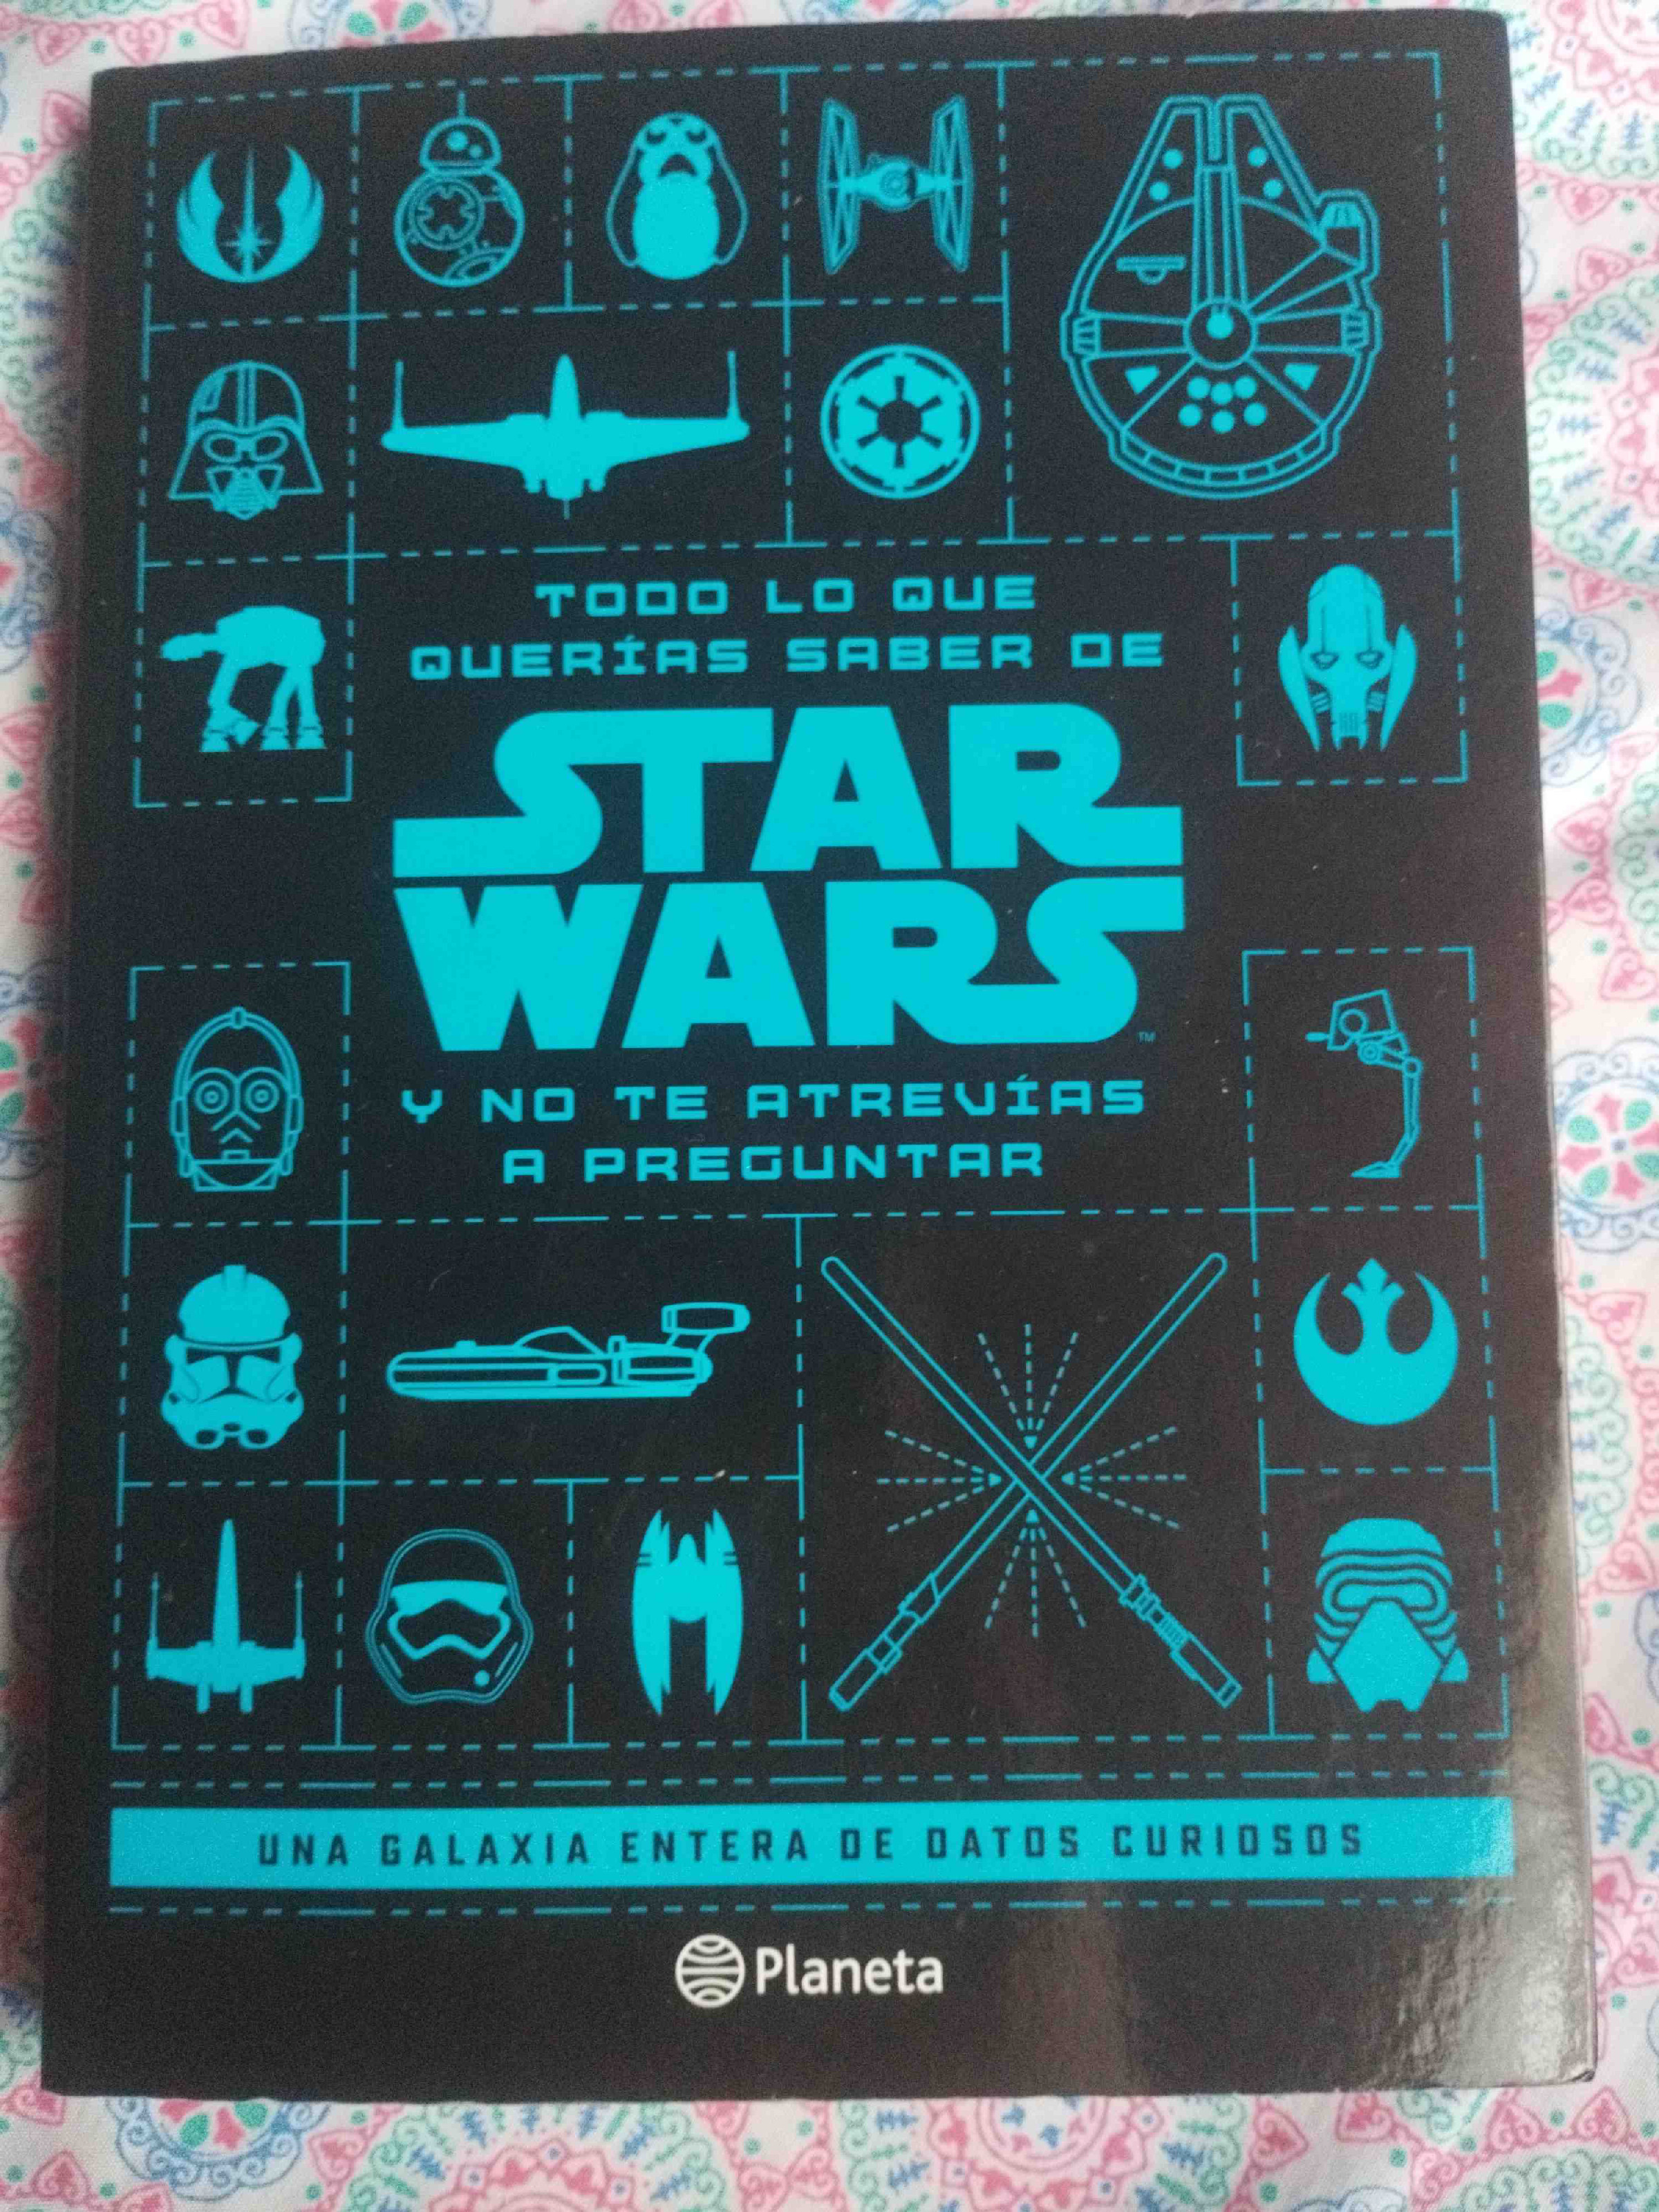 TODO LO QUE
QUERÍAS SABER DE
STAR
WARS
TM
Y NO TE ATREVÍAS
A PREGUNTAR
UNA GALAXIA ENTERA DE DATOS CURIOSOS
Planeta